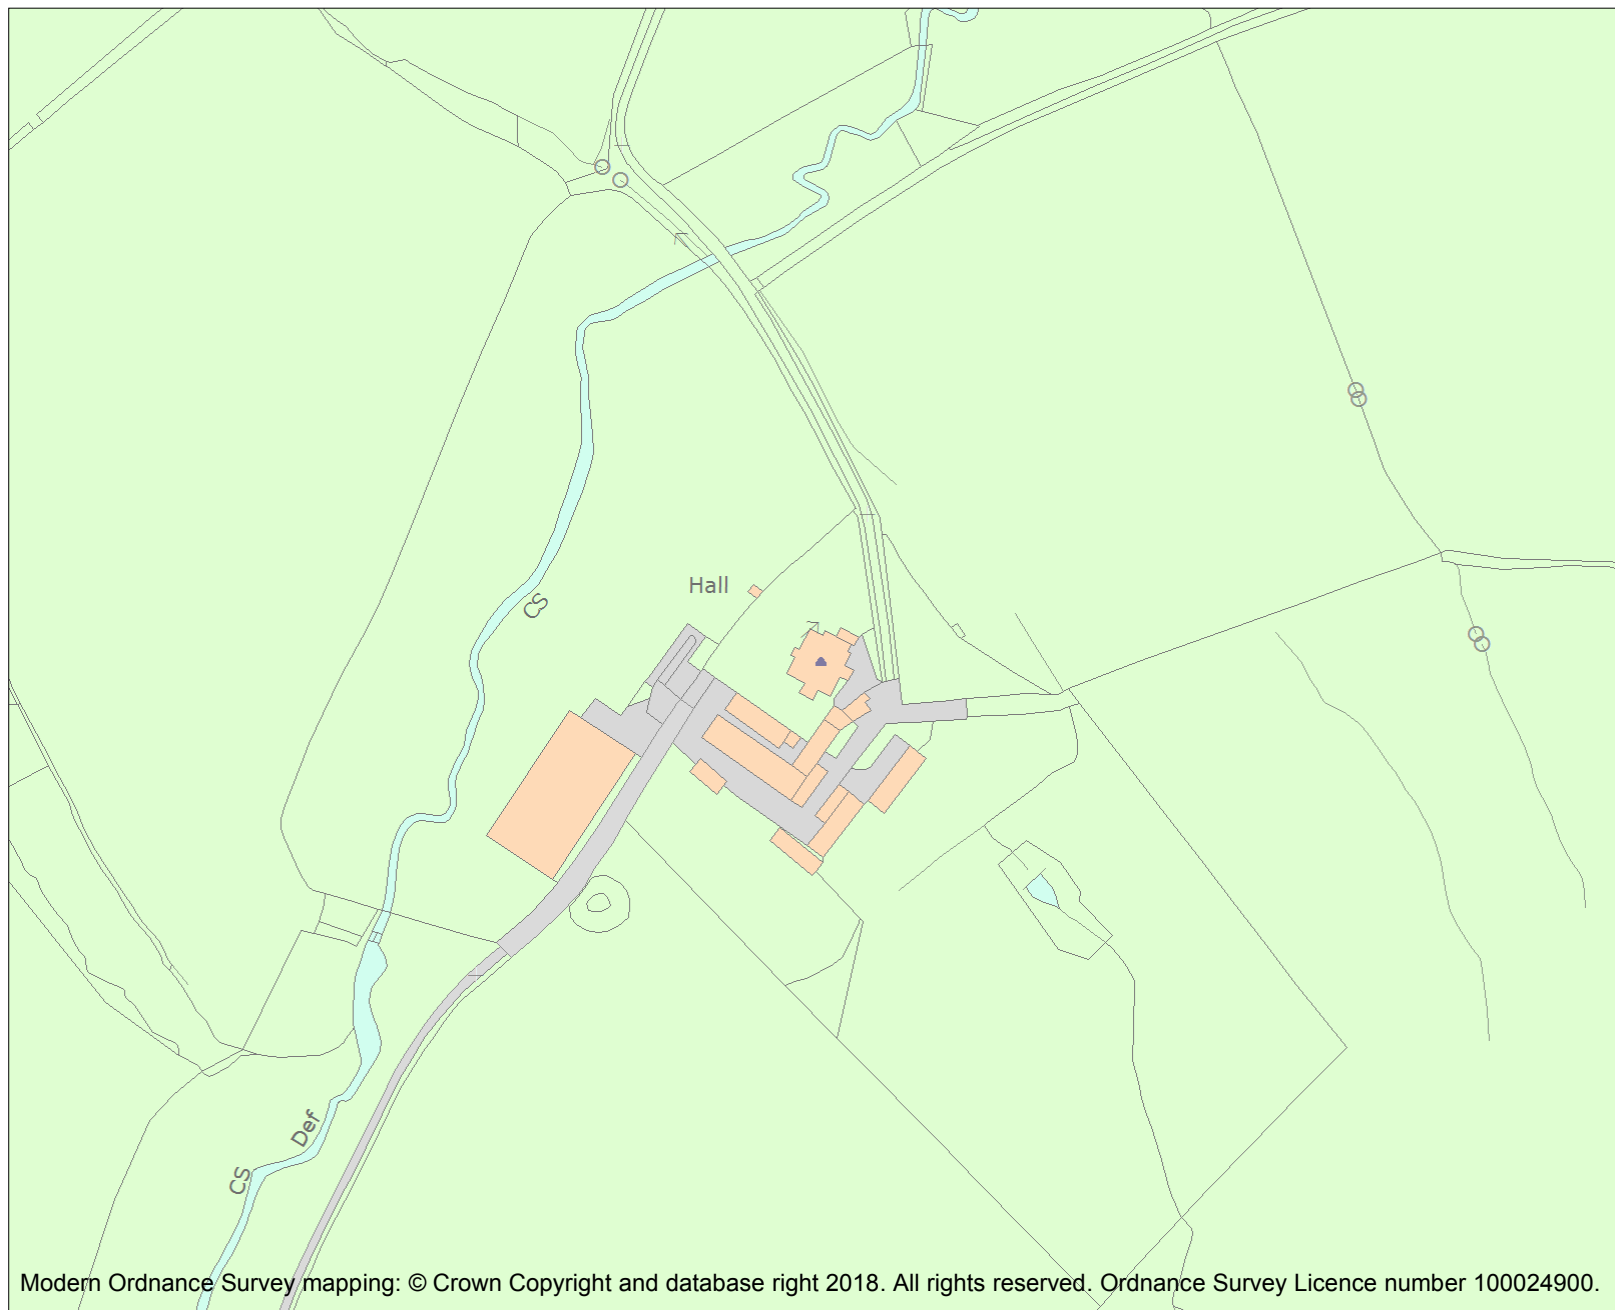 Hall
CS
Def
CS
Modern Ordnance Survey mapping: © Crown Copyright and database right 2018. All rights reserved. Ordnance Survey Licence number 100024900.